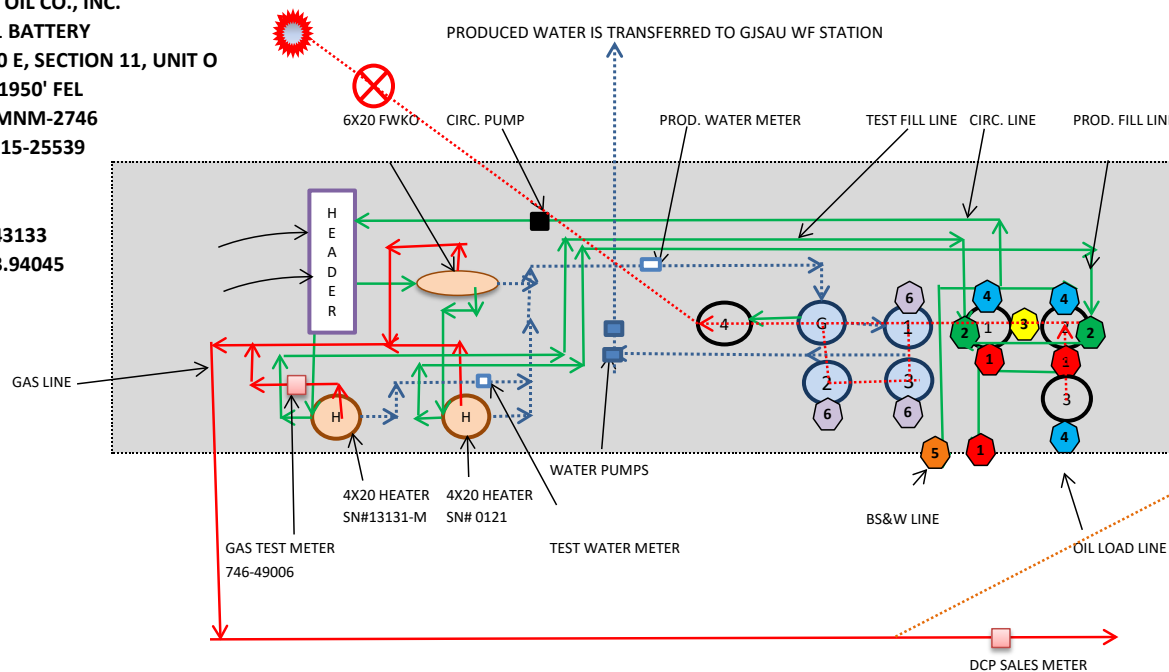 OIL CO., INC.
BATTERY
E, SECTION 11, UNIT O
1950' FEL
MNM-2746
15-25539
43133
.94045
PRODUCED WATER IS TRANSFERRED TO GJSAU WF STATION
6X20 FWKO
CIRC. PUMP
PROD. WATER METER
TEST FILL LINE
CIRC. LINE
PROD. FILL LINE
HEADER
4
G
1
6
2
6
3
6
4
1
2
3
4
2
1
1
3
4
5
1
H
H
GAS LINE
WATER PUMPS
4X20 HEATER
SN#13131-M
4X20 HEATER
SN# 0121
BS&W LINE
GAS TEST METER
746-49006
TEST WATER METER
OIL LOAD LINE
DCP SALES METER